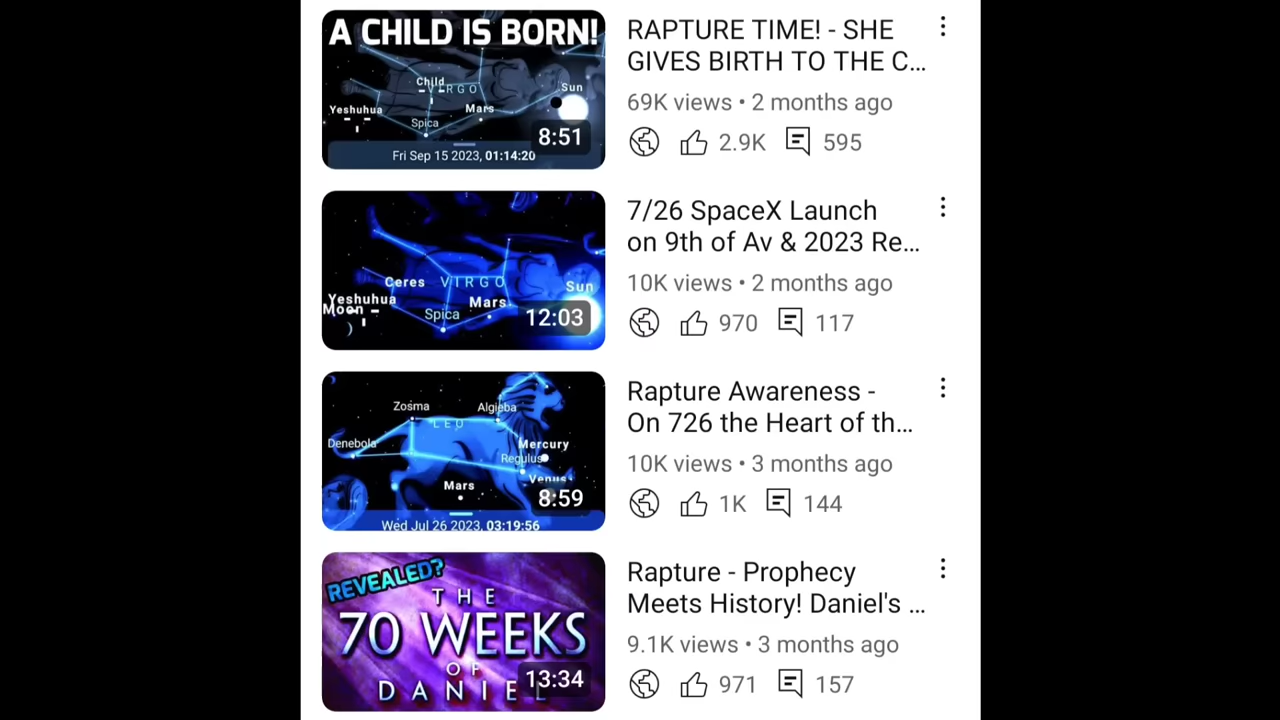 A CHILD IS BORN!
Child
VIRGO
Sun
Yeshuhua
Mars
Spica
8:51
Fri Sep 15 2023, 01:14:20
RAPTURE TIME! - SHE
GIVES BIRTH TO THE C...
69K views • 2 months ago
2.9K 595
Ceres VIRGO
Sun
Yeshuhua
Mars
Moon
Spica
12:03
7/26 SpaceX Launch
on 9th of Av & 2023 Re...
10K views • 2 months ago
970 117
Zosma Algieba
LEO
Denebola
Mercury
Regulus
Venus
Mars
8:59
Wed Jul 26 2023, 03:19:56
Rapture Awareness -
On 726 the Heart of th...
10K views • 3 months ago
1K 144
REVEALED?
THE
70 WEEKS
OF
DANIEL
13:34
Rapture - Prophecy
Meets History! Daniel's ...
9.1K views • 3 months ago
971 157